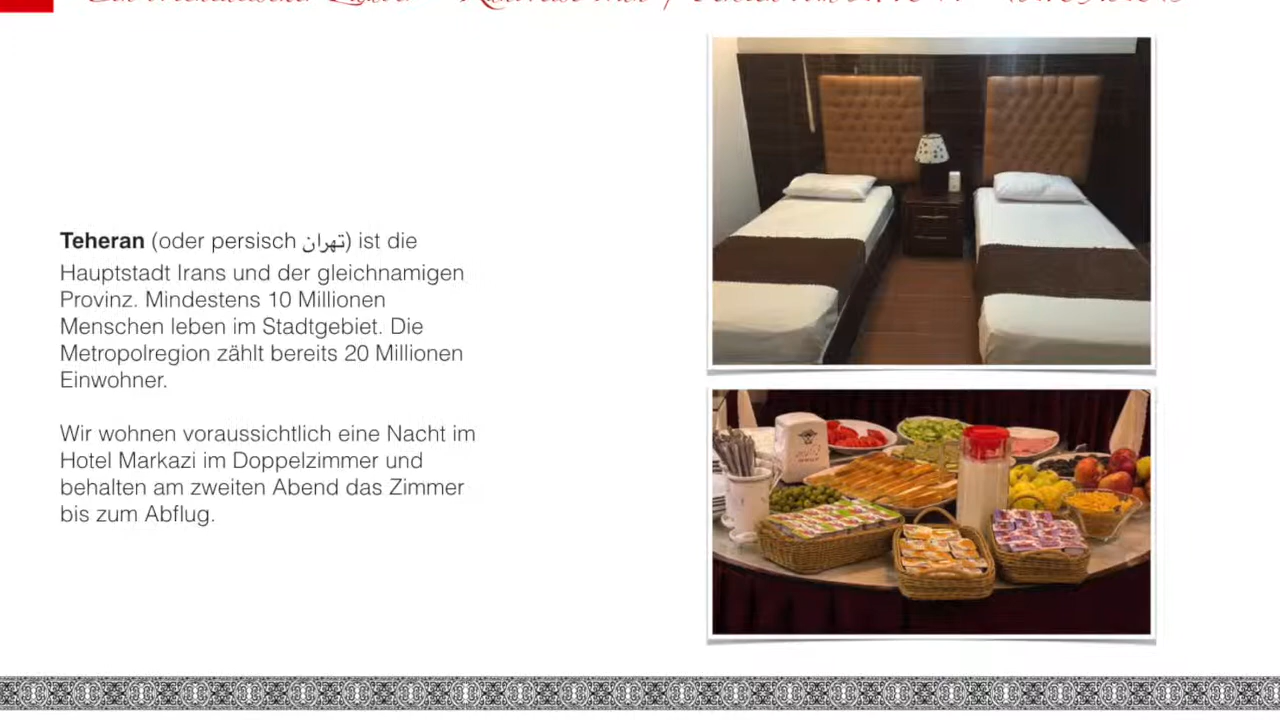 Teheran (oder persisch تهران) ist die
Hauptstadt Irans und der gleichnamigen
Provinz. Mindestens 10 Millionen
Menschen leben im Stadtgebiet. Die
Metropolregion zählt bereits 20 Millionen
Einwohner.
Wir wohnen voraussichtlich eine Nacht im
Hotel Markazi im Doppelzimmer und
behalten am zweiten Abend das Zimmer
bis zum Abflug.